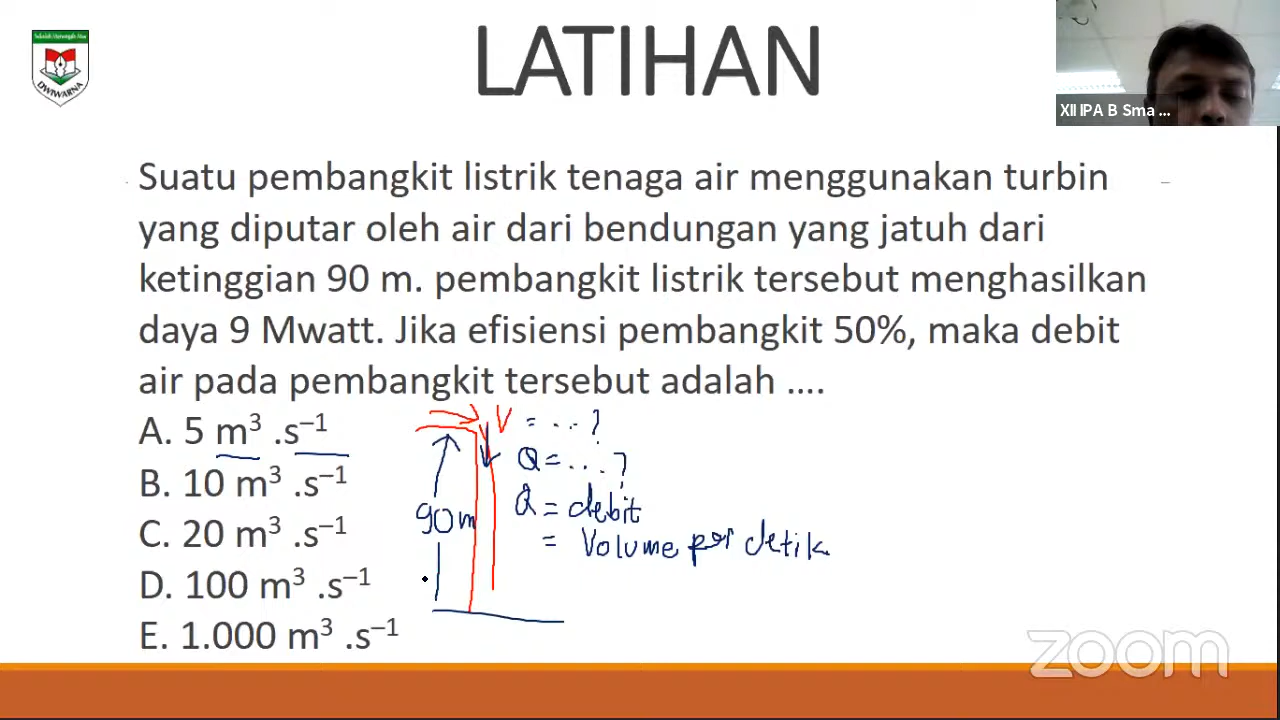 LATIHAN
DWIWARNA
XII IPA B Sma ...
Suatu pembangkit listrik tenaga air menggunakan turbin
yang diputar oleh air dari bendungan yang jatuh dari
ketinggian 90 m. pembangkit listrik tersebut menghasilkan
daya 9 Mwatt. Jika efisiensi pembangkit 50%, maka debit
air pada pembangkit tersebut adalah ....
A. 5 m³ .s⁻¹
B. 10 m³ .s⁻¹
C. 20 m³ .s⁻¹
D. 100 m³ .s⁻¹
E. 1.000 m³ .s⁻¹
V = ...?
Q = ...?
90 m
Q = debit
= Volume per detik
zoom